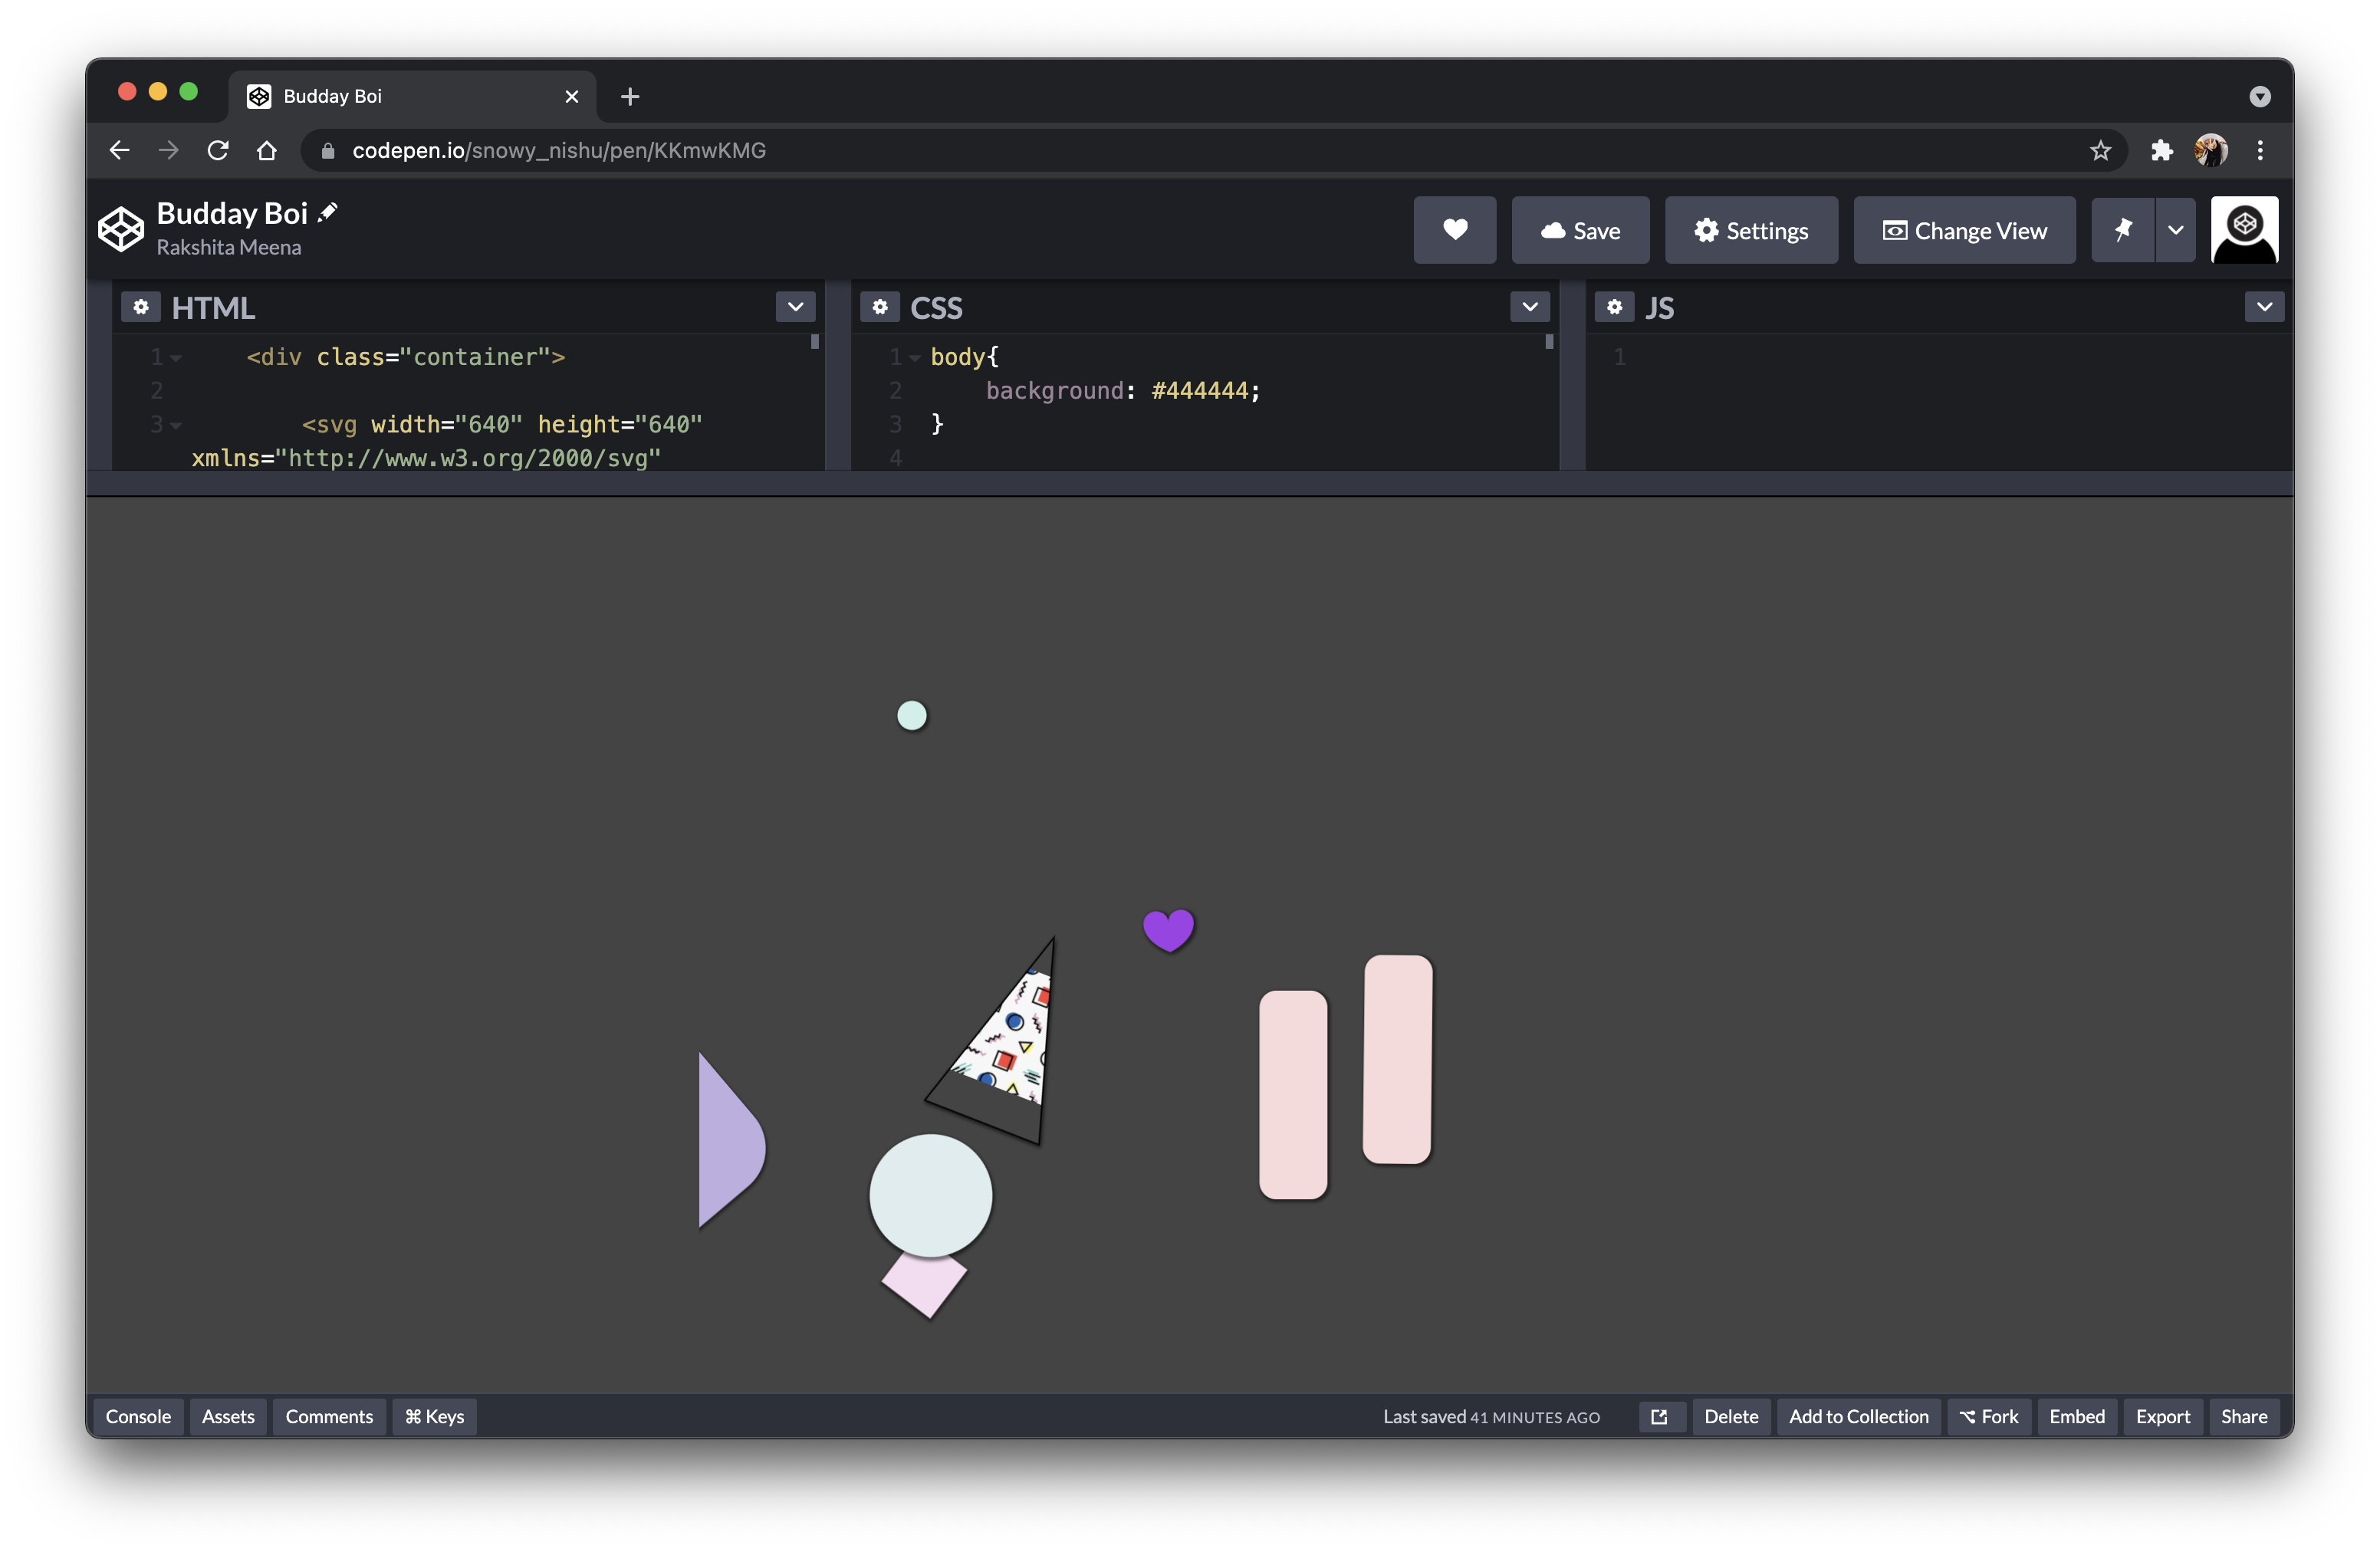 Budday Boi
codepen.io/snowy_nishu/pen/KKmwKMG
Budday Boi
Rakshita Meena
Save
Settings
Change View
HTML
1 <div class="container">
2
3 <svg width="640" height="640"
xmlns="http://www.w3.org/2000/svg"
CSS
1 body{
2 background: #444444;
3 }
4
JS
1
Console
Assets
Comments
⌘ Keys
Last saved 41 MINUTES AGO
Delete
Add to Collection
Fork
Embed
Export
Share